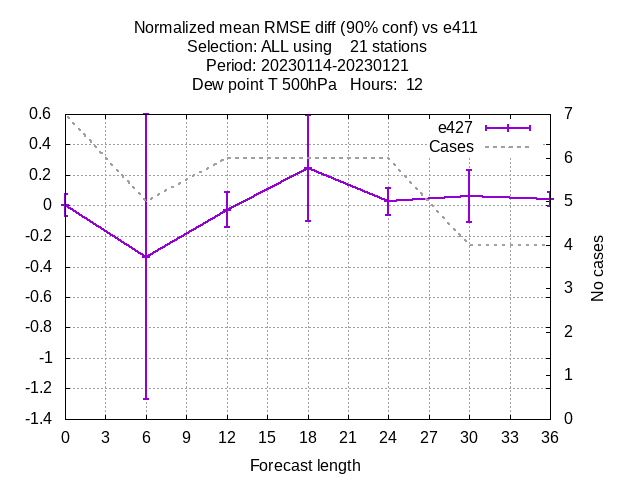 Normalized mean RMSE diff (90% conf) vs e411
Selection: ALL using    21 stations
Period: 20230114-20230121
Dew point T 500hPa   Hours:  12
e427
Cases
0.6
0.4
0.2
0
-0.2
-0.4
-0.6
-0.8
-1
-1.2
-1.4
7
6
5
4
3
2
1
0
No cases
0 3 6 9 12 15 18 21 24 27 30 33 36
Forecast length